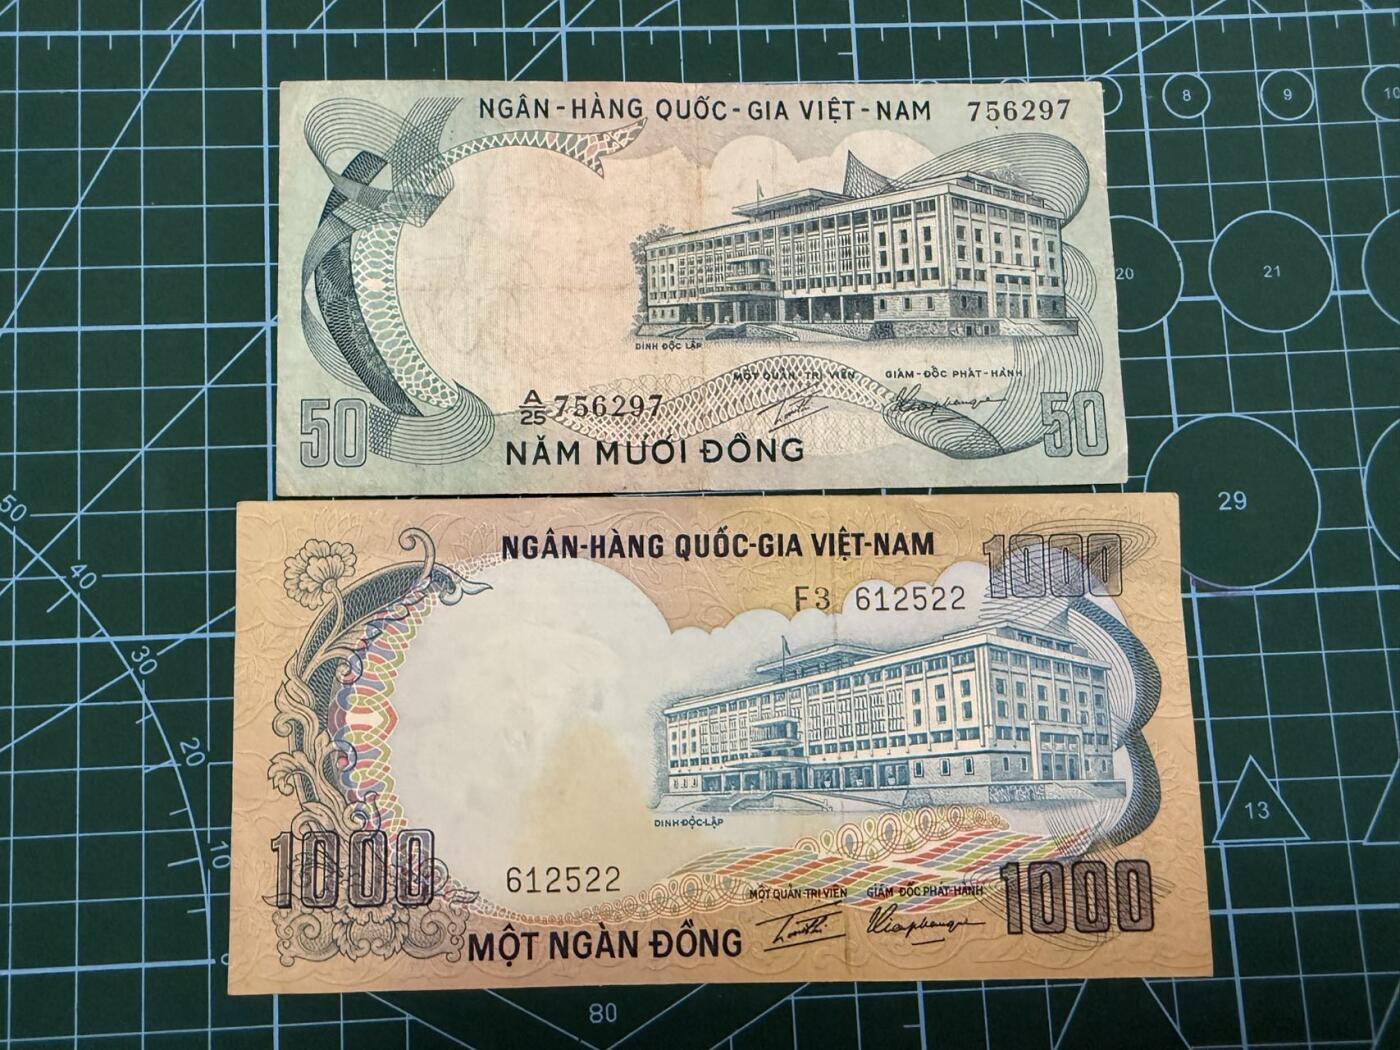 8 9 10
NGÂN-HÀNG QUỐC-GIA VIỆT-NAM 756297
20 21
DINH ĐỘC LẬP
MỘT QUẢN-TRỊ VIÊN GIÁM-ĐỐC PHÁT-HÀNH
A/25 756297
50 50
NĂM MƯƠI ĐỒNG
50
29
NGÂN-HÀNG QUỐC-GIA VIỆT-NAM 1000
F3 612522
40
30
20
DINH-ĐỘC-LẬP
13
10
1000 612522 MỘT QUẢN-TRỊ VIÊN GIÁM ĐỐC PHÁT-HÀNH 1000
MỘT NGÀN ĐỒNG
80